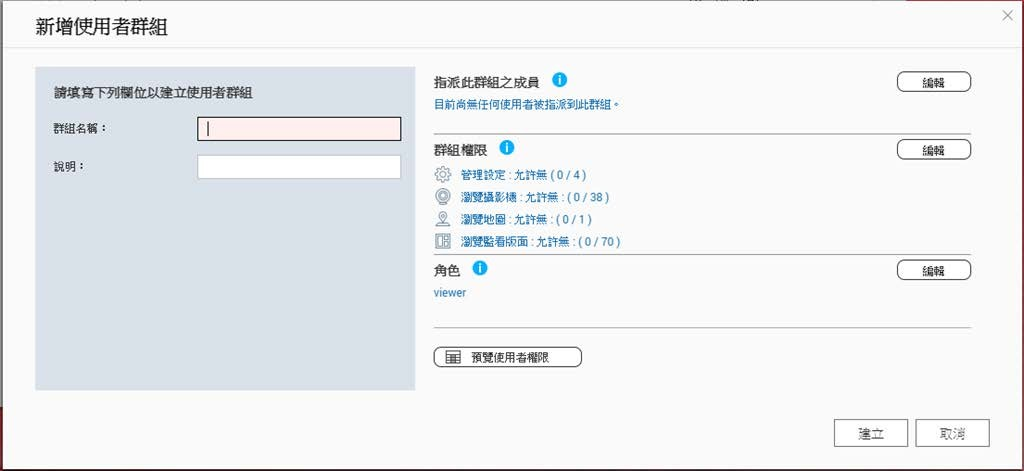 新增使用者群組
請填寫下列欄位以建立使用者群組
群組名稱：
說明：
指派此群組之成員
編輯
目前尚無任何使用者被指派到此群組。
群組權限
編輯
管理設定 : 允許無 ( 0 / 4 )
瀏覽攝影機 : 允許無 : ( 0 / 38 )
瀏覽地圖 : 允許無 : ( 0 / 1 )
瀏覽監看版面 : 允許無 : ( 0 / 70 )
角色
編輯
viewer
預覽使用者權限
建立
取消